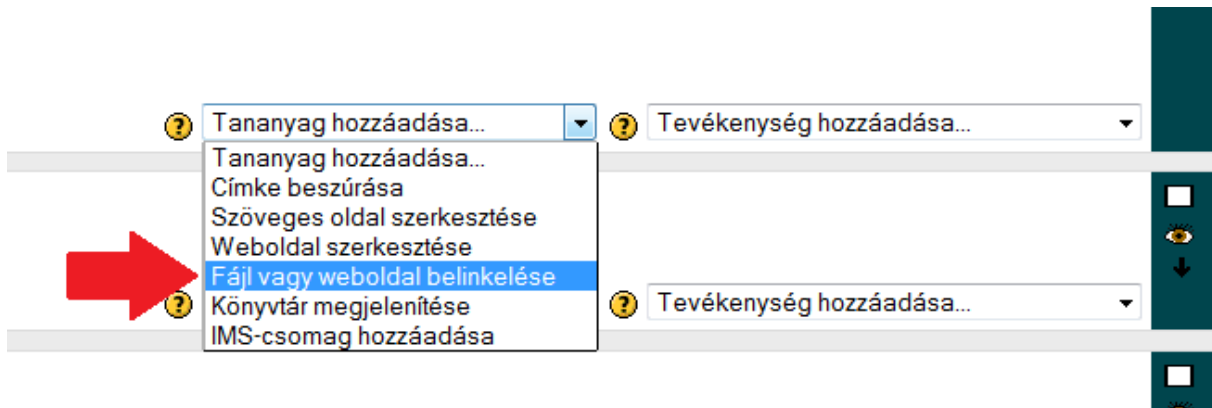 Tananyag hozzáadása... Tevékenység hozzáadása...
Tananyag hozzáadása...
Címke beszúrása
Szöveges oldal szerkesztése
Weboldal szerkesztése
Fájl vagy weboldal belinkelése
Könyvtár megjelenítése Tevékenység hozzáadása...
IMS-csomag hozzáadása